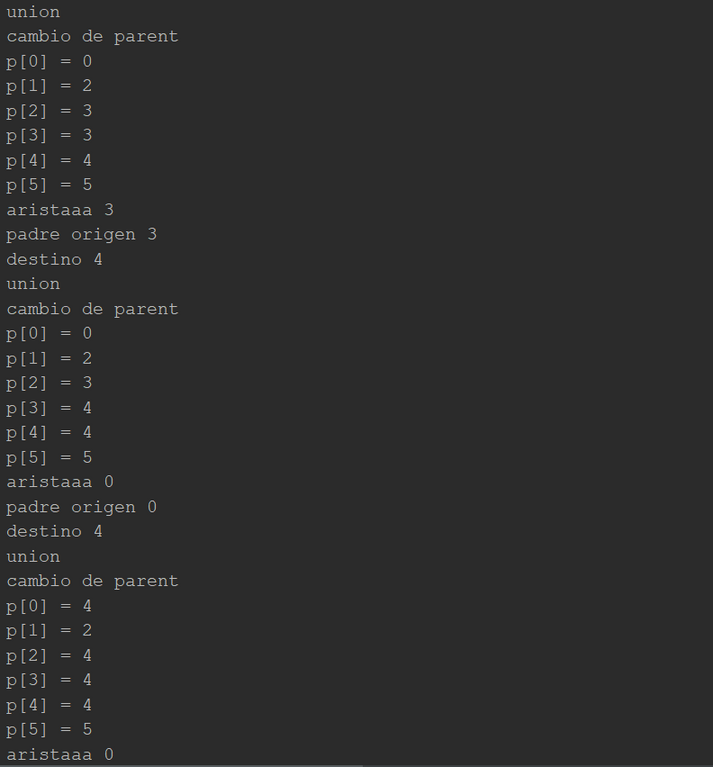 union
cambio de parent
p[0] = 0
p[1] = 2
p[2] = 3
p[3] = 3
p[4] = 4
p[5] = 5
aristaaa 3
padre origen 3
destino 4
union
cambio de parent
p[0] = 0
p[1] = 2
p[2] = 3
p[3] = 4
p[4] = 4
p[5] = 5
aristaaa 0
padre origen 0
destino 4
union
cambio de parent
p[0] = 4
p[1] = 2
p[2] = 4
p[3] = 4
p[4] = 4
p[5] = 5
aristaaa 0